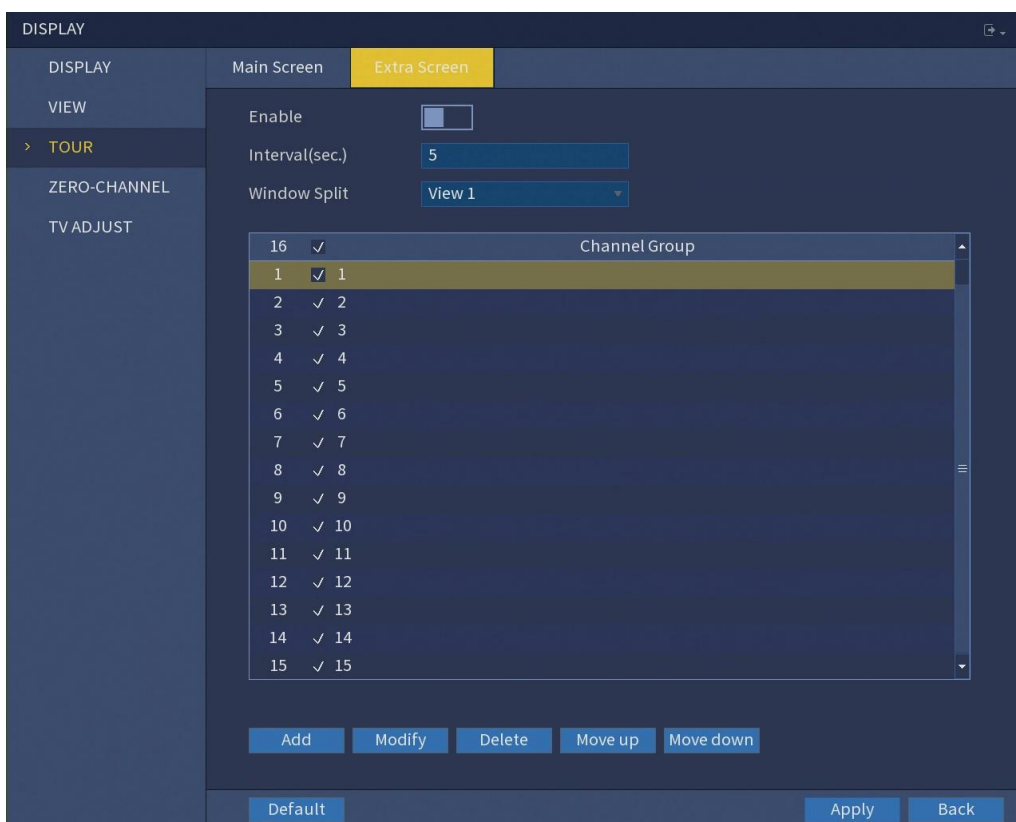 DISPLAY
DISPLAY
VIEW
> TOUR
ZERO-CHANNEL
TV ADJUST
Main Screen Extra Screen
Enable
Interval(sec.) 5
Window Split View 1
16 Channel Group
1 1
2 2
3 3
4 4
5 5
6 6
7 7
8 8
9 9
10 10
11 11
12 12
13 13
14 14
15 15
Add Modify Delete Move up Move down
Default Apply Back